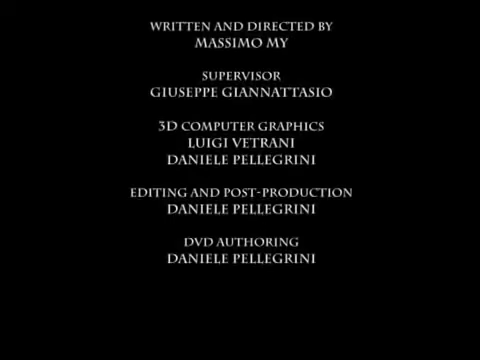 WRITTEN AND DIRECTED BY
MASSIMO MY
SUPERVISOR
GIUSEPPE GIANNATTASIO
3D COMPUTER GRAPHICS
LUIGI VETRANI
DANIELE PELLEGRINI
EDITING AND POST-PRODUCTION
DANIELE PELLEGRINI
DVD AUTHORING
DANIELE PELLEGRINI